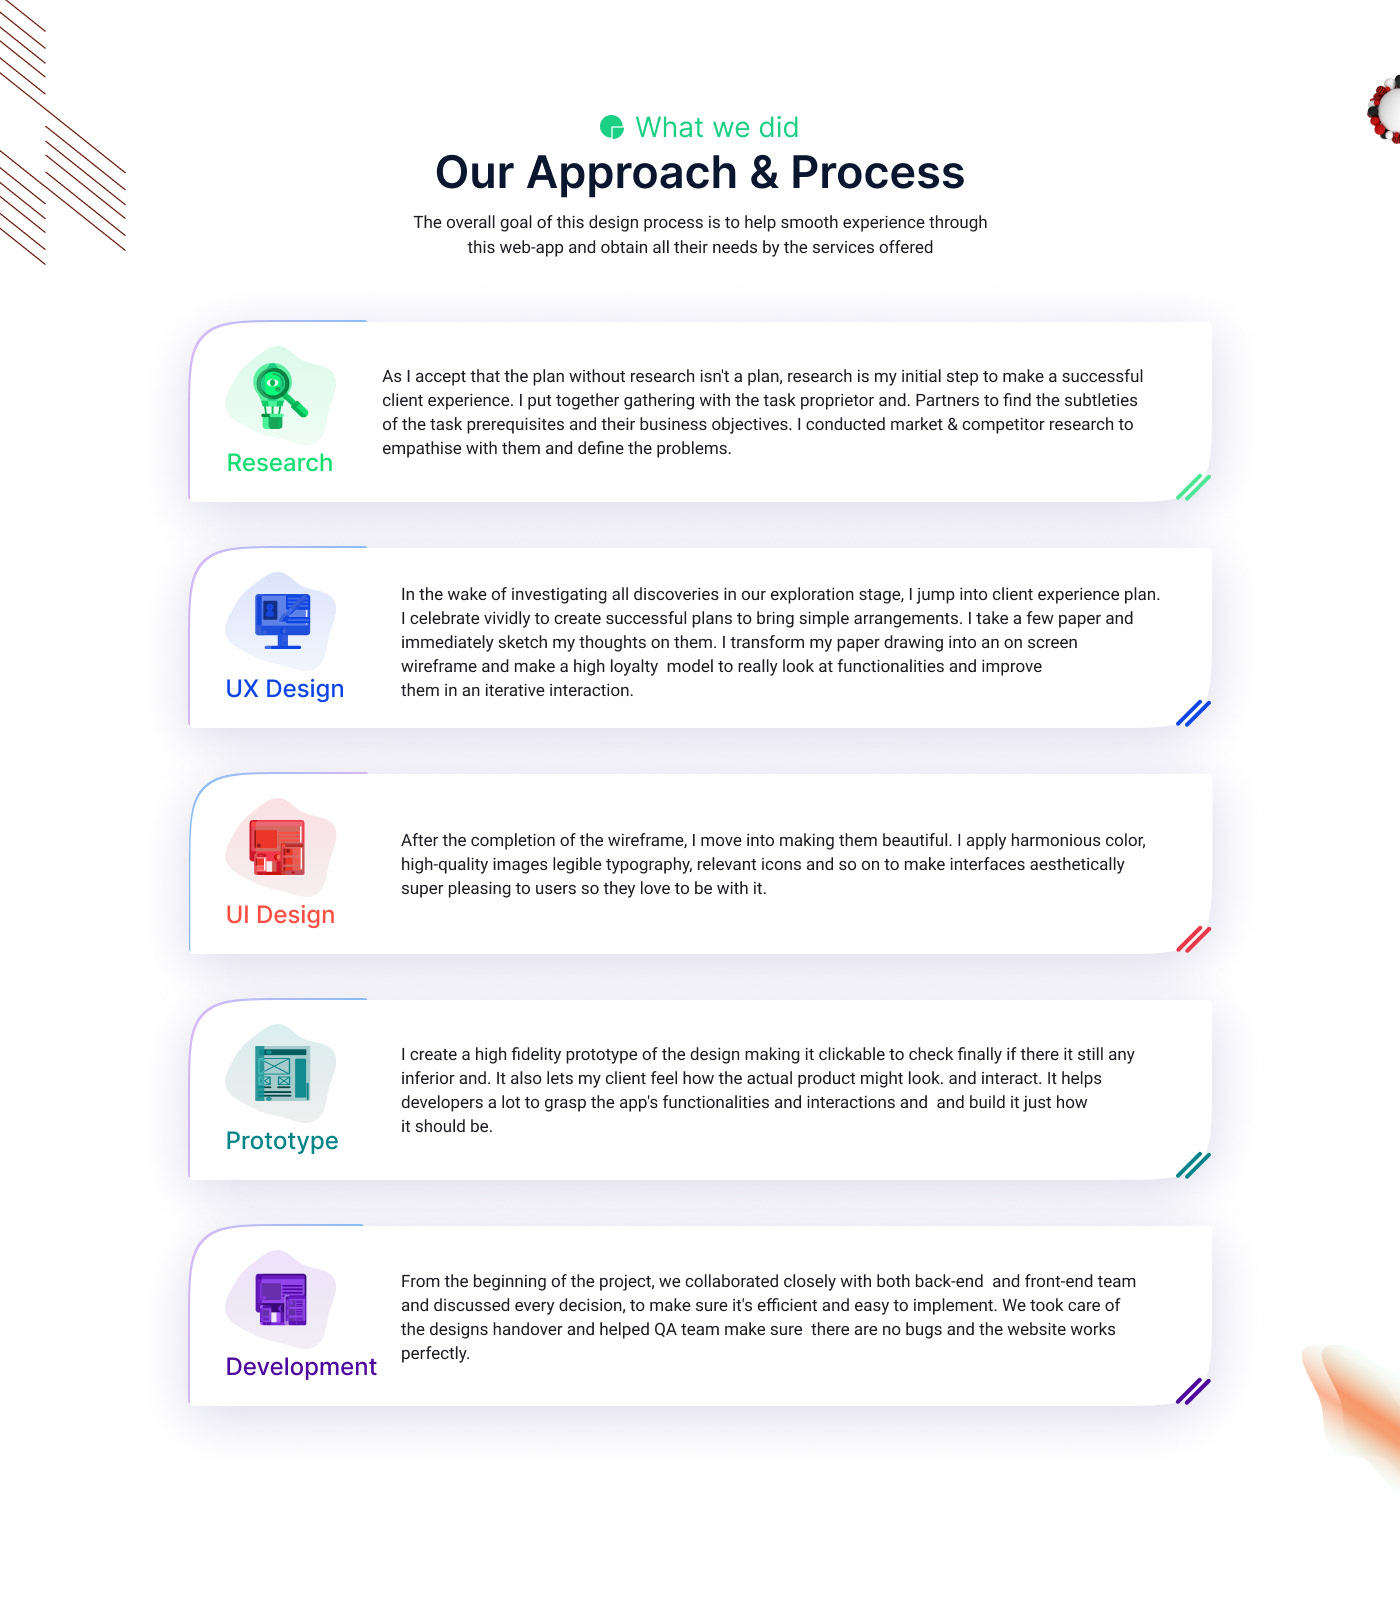 What we did
Our Approach & Process
The overall goal of this design process is to help smooth experience through
this web-app and obtain all their needs by the services offered
As I accept that the plan without research isn't a plan, research is my initial step to make a successful
client experience. I put together gathering with the task proprietor and. Partners to find the subtleties
of the task prerequisites and their business objectives. I conducted market & competitor research to
empathise with them and define the problems.
Research
In the wake of investigating all discoveries in our exploration stage, I jump into client experience plan.
I celebrate vividly to create successful plans to bring simple arrangements. I take a few paper and
immediately sketch my thoughts on them. I transform my paper drawing into an on screen
wireframe and make a high loyalty  model to really look at functionalities and improve
them in an iterative interaction.
UX Design
After the completion of the wireframe, I move into making them beautiful. I apply harmonious color,
high-quality images legible typography, relevant icons and so on to make interfaces aesthetically
super pleasing to users so they love to be with it.
UI Design
I create a high fidelity prototype of the design making it clickable to check finally if there it still any
inferior and. It also lets my client feel how the actual product might look. and interact. It helps
developers a lot to grasp the app's functionalities and interactions and  and build it just how
it should be.
Prototype
From the beginning of the project, we collaborated closely with both back-end  and front-end team
and discussed every decision, to make sure it's efficient and easy to implement. We took care of
the designs handover and helped QA team make sure  there are no bugs and the website works
perfectly.
Development